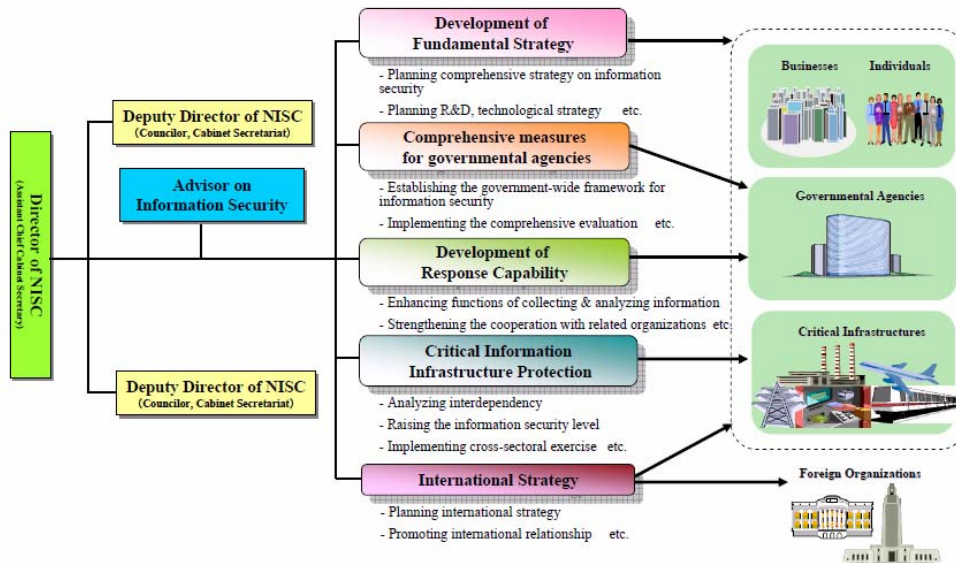 Director of NISC
(Assistant Chief Cabinet Secretary)
Deputy Director of NISC
(Councilor, Cabinet Secretariat)
Advisor on
Information Security
Deputy Director of NISC
(Councilor, Cabinet Secretariat)
Development of
Fundamental Strategy
- Planning comprehensive strategy on information
security
- Planning R&D, technological strategy etc.
Comprehensive measures
for governmental agencies
- Establishing the government-wide framework for
information security
- Implementing the comprehensive evaluation etc.
Development of
Response Capability
- Enhancing functions of collecting & analyzing information
- Strengthening the cooperation with related organizations etc.
Critical Information
Infrastructure Protection
- Analyzing interdependency
- Raising the information security level
- Implementing cross-sectoral exercise etc.
International Strategy
- Planning international strategy
- Promoting international relationship etc.
Businesses
Individuals
Governmental Agencies
Critical Infrastructures
Foreign Organizations